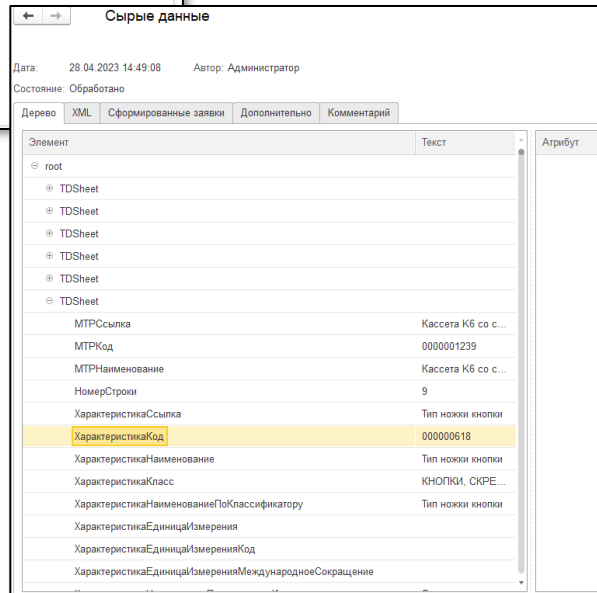 Сырые данные
Дата: 28.04.2023 14:49:08 Автор: Администратор
Состояние: Обработано
Дерево XML Сформированные заявки Дополнительно Комментарий
Элемент Текст Атрибут
root
TDSheet
TDSheet
TDSheet
TDSheet
TDSheet
TDSheet
МТРСсылка Кассета К6 со с...
МТРКод 0000001239
МТРНаименование Кассета К6 со с...
НомерСтроки 9
ХарактеристикаСсылка Тип ножки кнопки
ХарактеристикаКод 000000618
ХарактеристикаНаименование Тип ножки кнопки
ХарактеристикаКласс КНОПКИ, СКРЕ...
ХарактеристикаНаименованиеПоКлассификатору Тип ножки кнопки
ХарактеристикаЕдиницаИзмерения
ХарактеристикаЕдиницаИзмеренияКод
ХарактеристикаЕдиницаИзмеренияМеждународноеСокращение